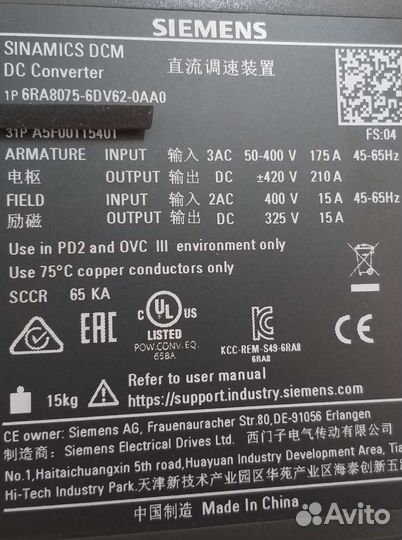 SIEMENS
SINAMICS DCM
DC Converter
直流调速装置
1P 6RA8075-6DV62-0AA0
31P A5E00115401
FS:04
ARMATURE INPUT 输入 3AC 50-400 V 175 A 45-65Hz
电枢 OUTPUT 输出 DC ±420 V 210 A
FIELD INPUT 输入 2AC 400 V 15 A 45-65Hz
励磁 OUTPUT 输出 DC 325 V 15 A
Use in PD2 and OVC III environment only
Use 75°C copper conductors only
SCCR 65 KA
EAC
C UL US
LISTED
POW.CONV.EQ.
65BA
KCC-REM-S49-6RA8
6RA8
CE
15kg
Refer to user manual
https://support.industry.siemens.com
CE owner: Siemens AG, Frauenauracher Str.80,DE-91056 Erlangen
制造商: Siemens Electrical Drives Ltd. 西门子电气传动有限公司
No.1,Haitaichuangxin 5th road,Huayuan Industry Development Area, Tia
Hi-Tech Industry Park.天津新技术产业园区华苑产业区海泰创新五
中国制造 Made In China
Avito